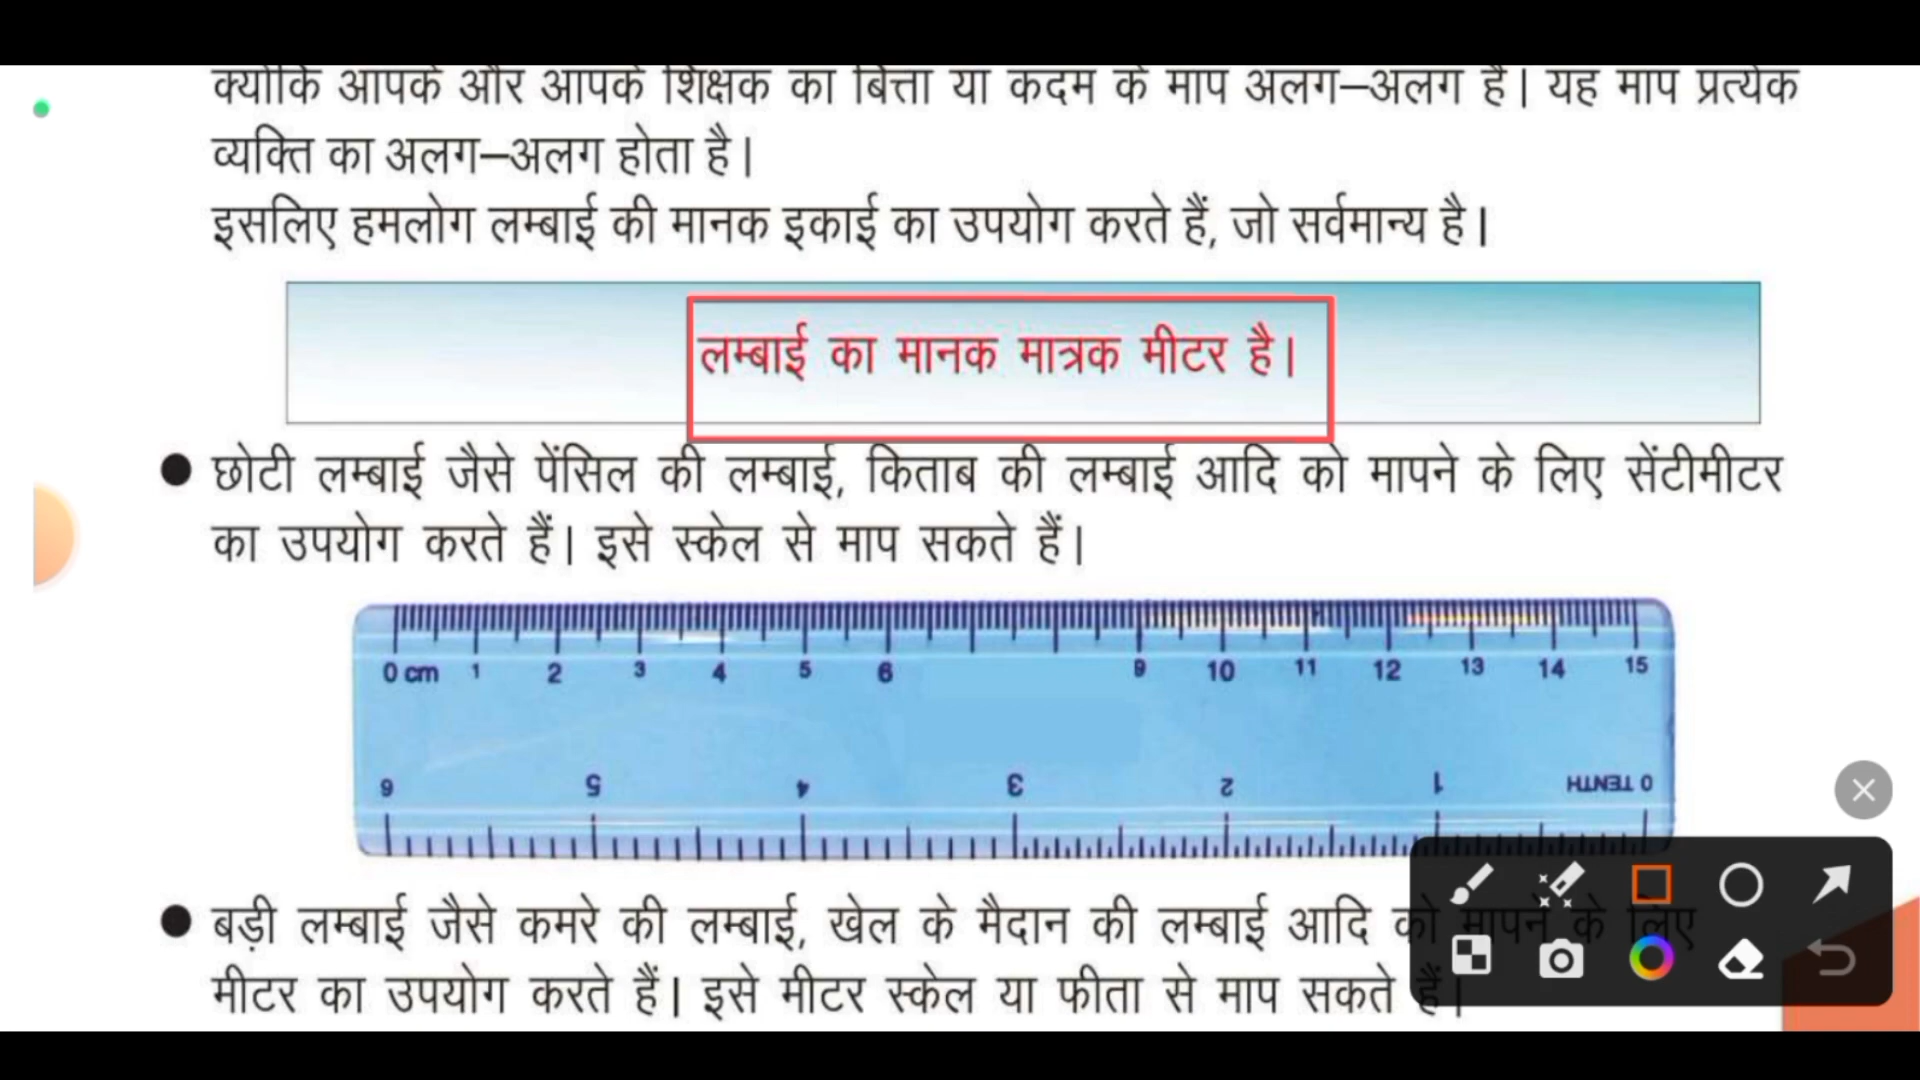 क्योंकि आपके और आपके शिक्षक का बित्ता या कदम के माप अलग–अलग है। यह माप प्रत्येक
व्यक्ति का अलग–अलग होता है।
इसलिए हमलोग लम्बाई की मानक इकाई का उपयोग करते हैं, जो सर्वमान्य है।
लम्बाई का मानक मात्रक मीटर है।
● छोटी लम्बाई जैसे पेंसिल की लम्बाई, किताब की लम्बाई आदि को मापने के लिए सेंटीमीटर
का उपयोग करते हैं। इसे स्केल से माप सकते हैं।
0 cm 1 2 3 4 5 6 9 10 11 12 13 14 15
6 5 4 3 2 1 0 TENTH
● बड़ी लम्बाई जैसे कमरे की लम्बाई, खेल के मैदान की लम्बाई आदि को मापने के लिए
मीटर का उपयोग करते हैं। इसे मीटर स्केल या फीता से माप सकते हैं।